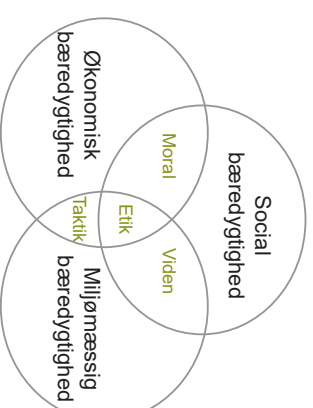 Social
bæredygtighed
Moral
Viden
Etik
Økonomisk
bæredygtighed
Taktik
Miljømæssig
bæredygtighed